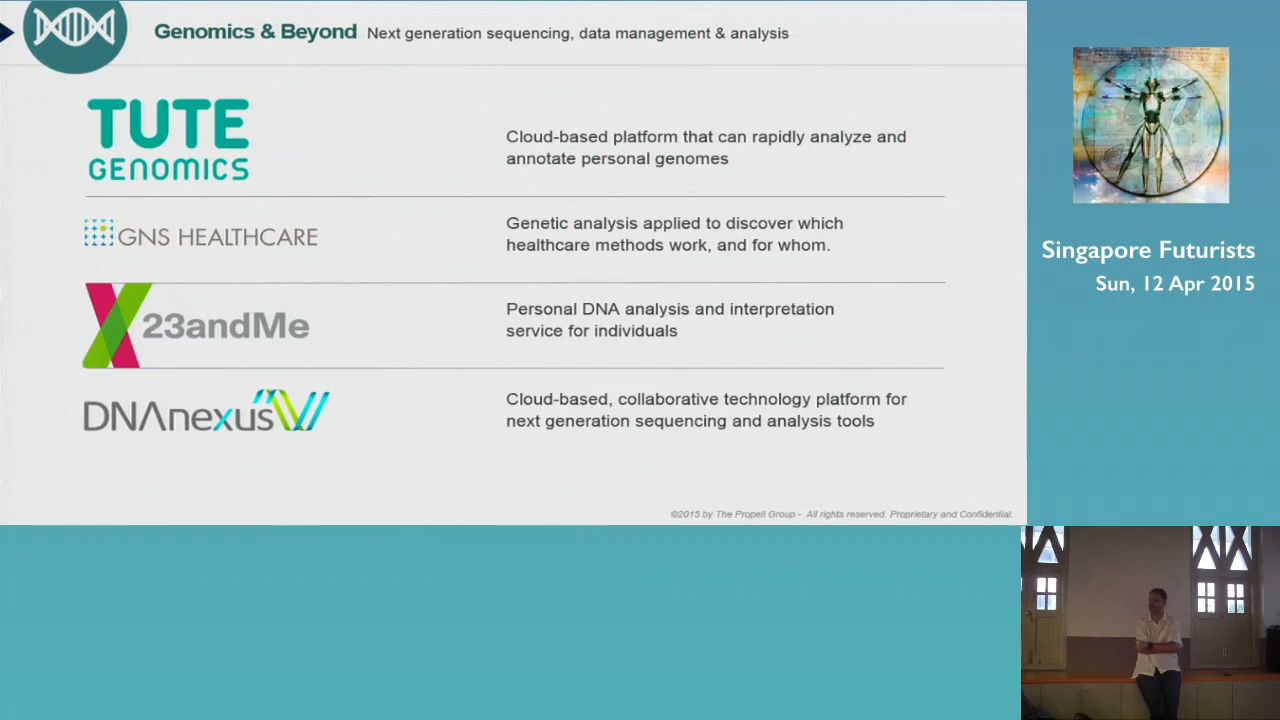 Genomics & Beyond Next generation sequencing, data management & analysis
TUTE
GENOMICS
Cloud-based platform that can rapidly analyze and
annotate personal genomes
GNS HEALTHCARE
Genetic analysis applied to discover which
healthcare methods work, and for whom.
23andMe
Personal DNA analysis and interpretation
service for individuals
DNAnexus
Cloud-based, collaborative technology platform for
next generation sequencing and analysis tools
©2015 by The Propell Group - All rights reserved. Proprietary and Confidential.
Singapore Futurists
Sun, 12 Apr 2015